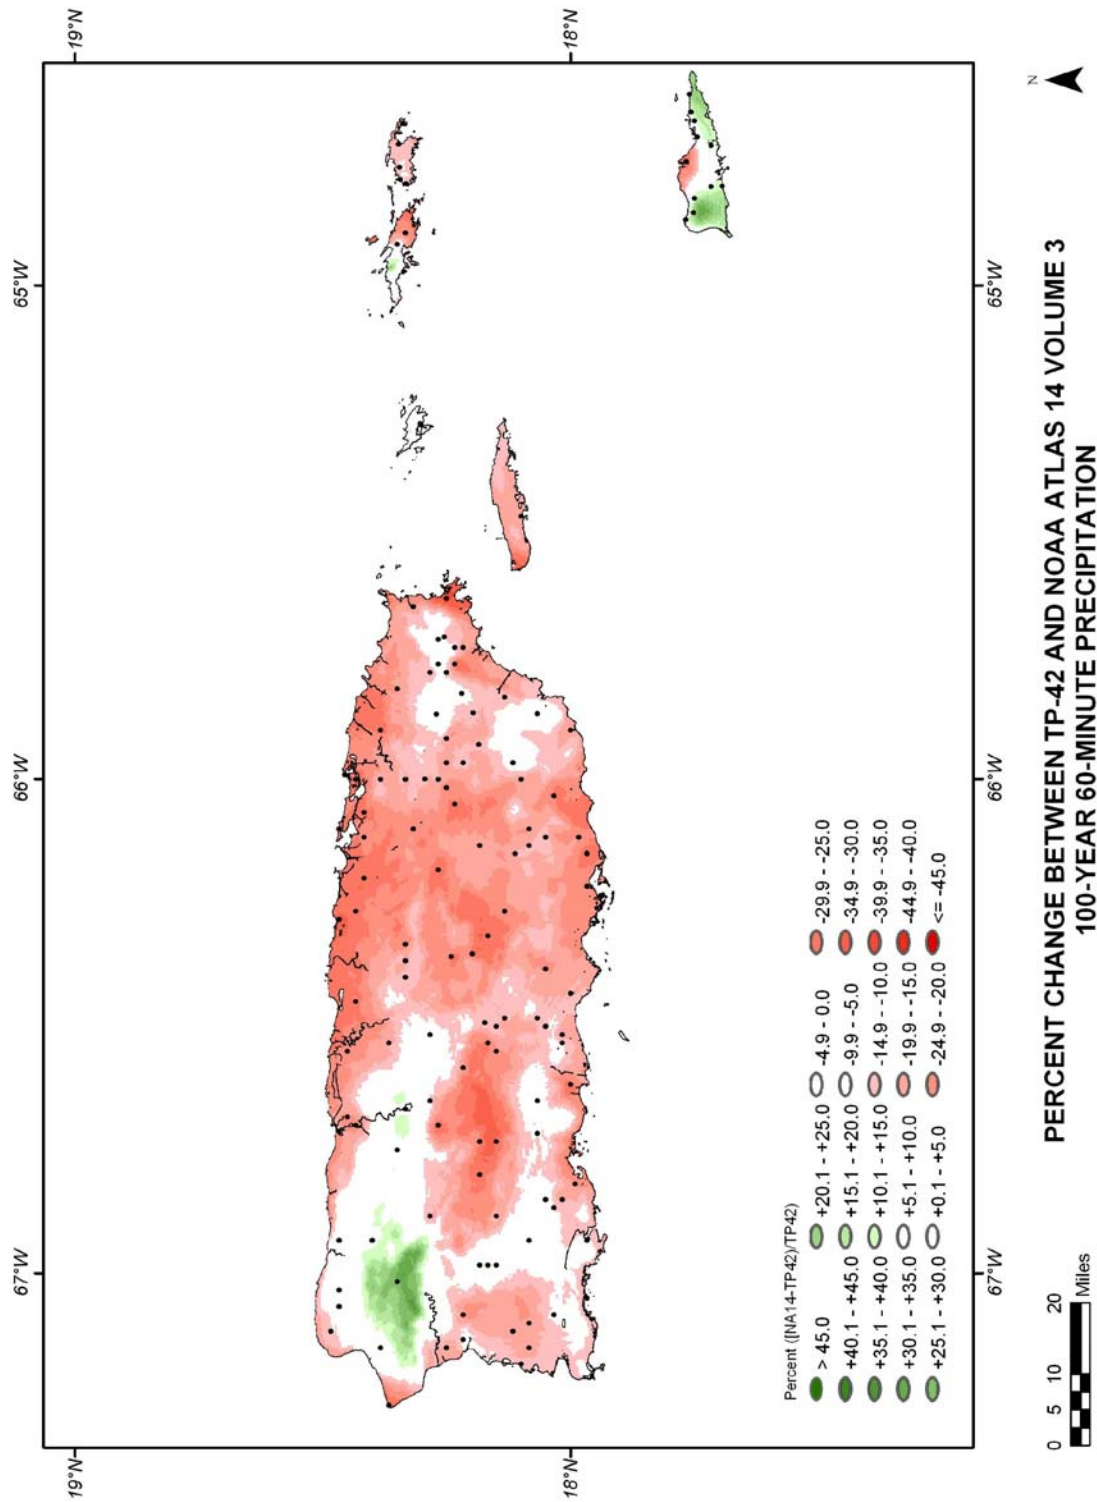 19°N
18°N
67°W
66°W
65°W
67°W
66°W
65°W
19°N
18°N
Percent ([NA14-TP42)/TP42)
> 45.0
+40.1 - +45.0
+35.1 - +40.0
+30.1 - +35.0
+25.1 - +30.0
+20.1 - +25.0
+15.1 - +20.0
+10.1 - +15.0
+5.1 - +10.0
+0.1 - +5.0
-4.9 - 0.0
-9.9 - -5.0
-14.9 - -10.0
-19.9 - -15.0
-24.9 - -20.0
-29.9 - -25.0
-34.9 - -30.0
-39.9 - -35.0
-44.9 - -40.0
<= -45.0
0 5 10 20
Miles
PERCENT CHANGE BETWEEN TP-42 AND NOAA ATLAS 14 VOLUME 3
100-YEAR 60-MINUTE PRECIPITATION
N